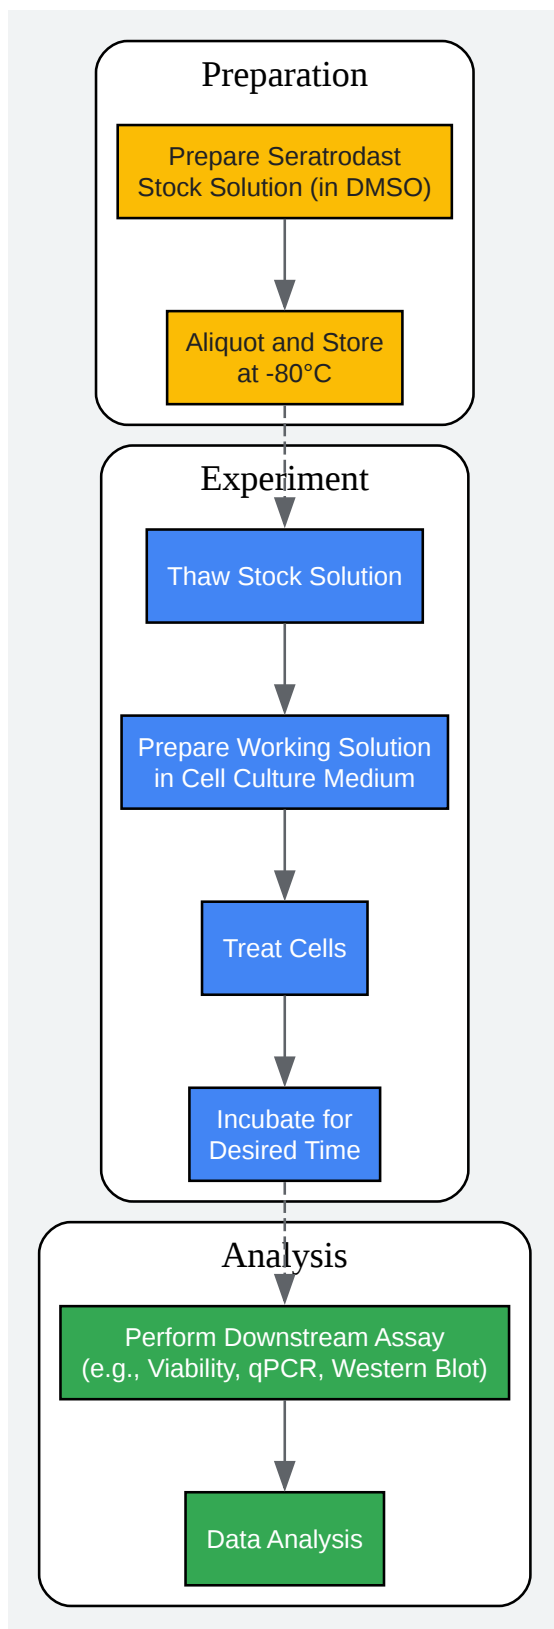 Preparation
Prepare Seratrodast
Stock Solution (in DMSO)
Aliquot and Store
at -80°C
Experiment
Thaw Stock Solution
Prepare Working Solution
in Cell Culture Medium
Treat Cells
Incubate for
Desired Time
Analysis
Perform Downstream Assay
(e.g., Viability, qPCR, Western Blot)
Data Analysis